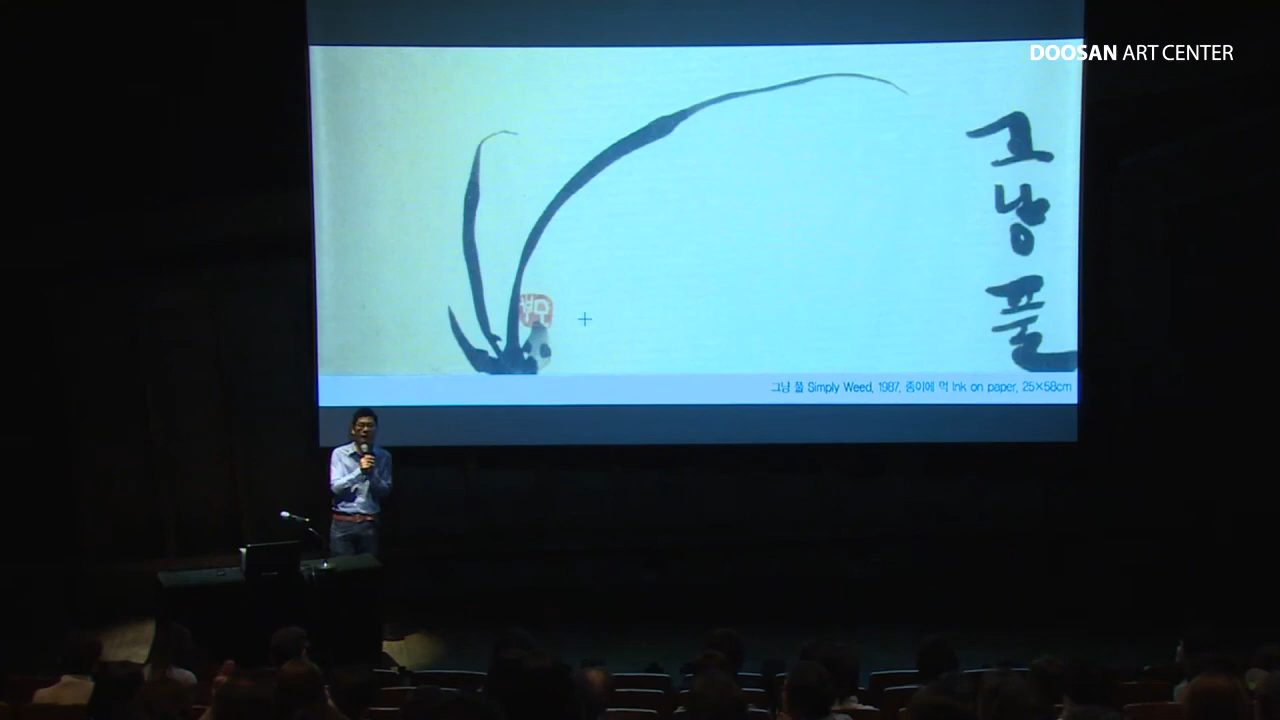 DOOSAN ART CENTER
그냥풀
그냥 풀 Simply Weed, 1987, 종이에 먹 Ink on paper, 25×58cm